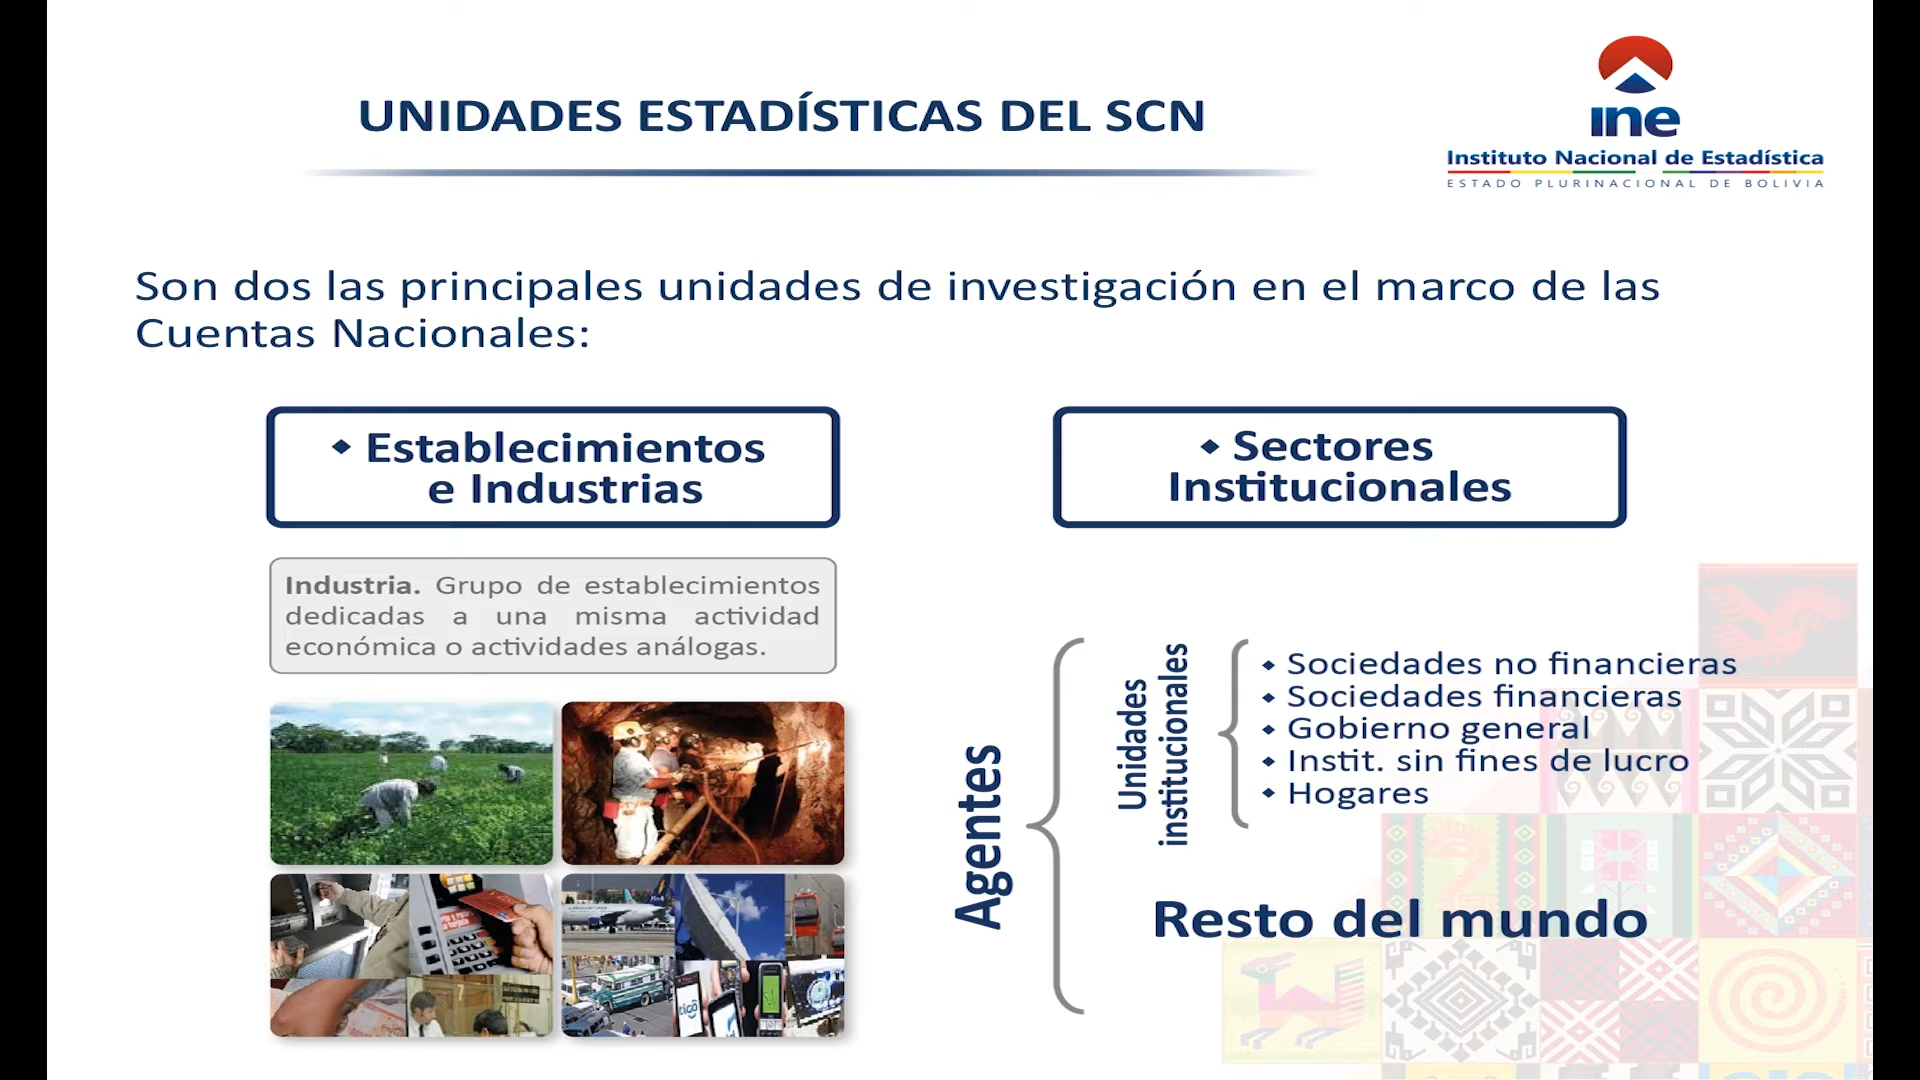 UNIDADES ESTADÍSTICAS DEL SCN
ine
Instituto Nacional de Estadística
ESTADO PLURINACIONAL DE BOLIVIA
Son dos las principales unidades de investigación en el marco de las
Cuentas Nacionales:
◆ Establecimientos
e Industrias
Industria. Grupo de establecimientos
dedicadas a una misma actividad
económica o actividades análogas.
tigo
◆ Sectores
Institucionales
Agentes
Unidades
institucionales
◆ Sociedades no financieras
◆ Sociedades financieras
◆ Gobierno general
◆ Instit. sin fines de lucro
◆ Hogares
Resto del mundo